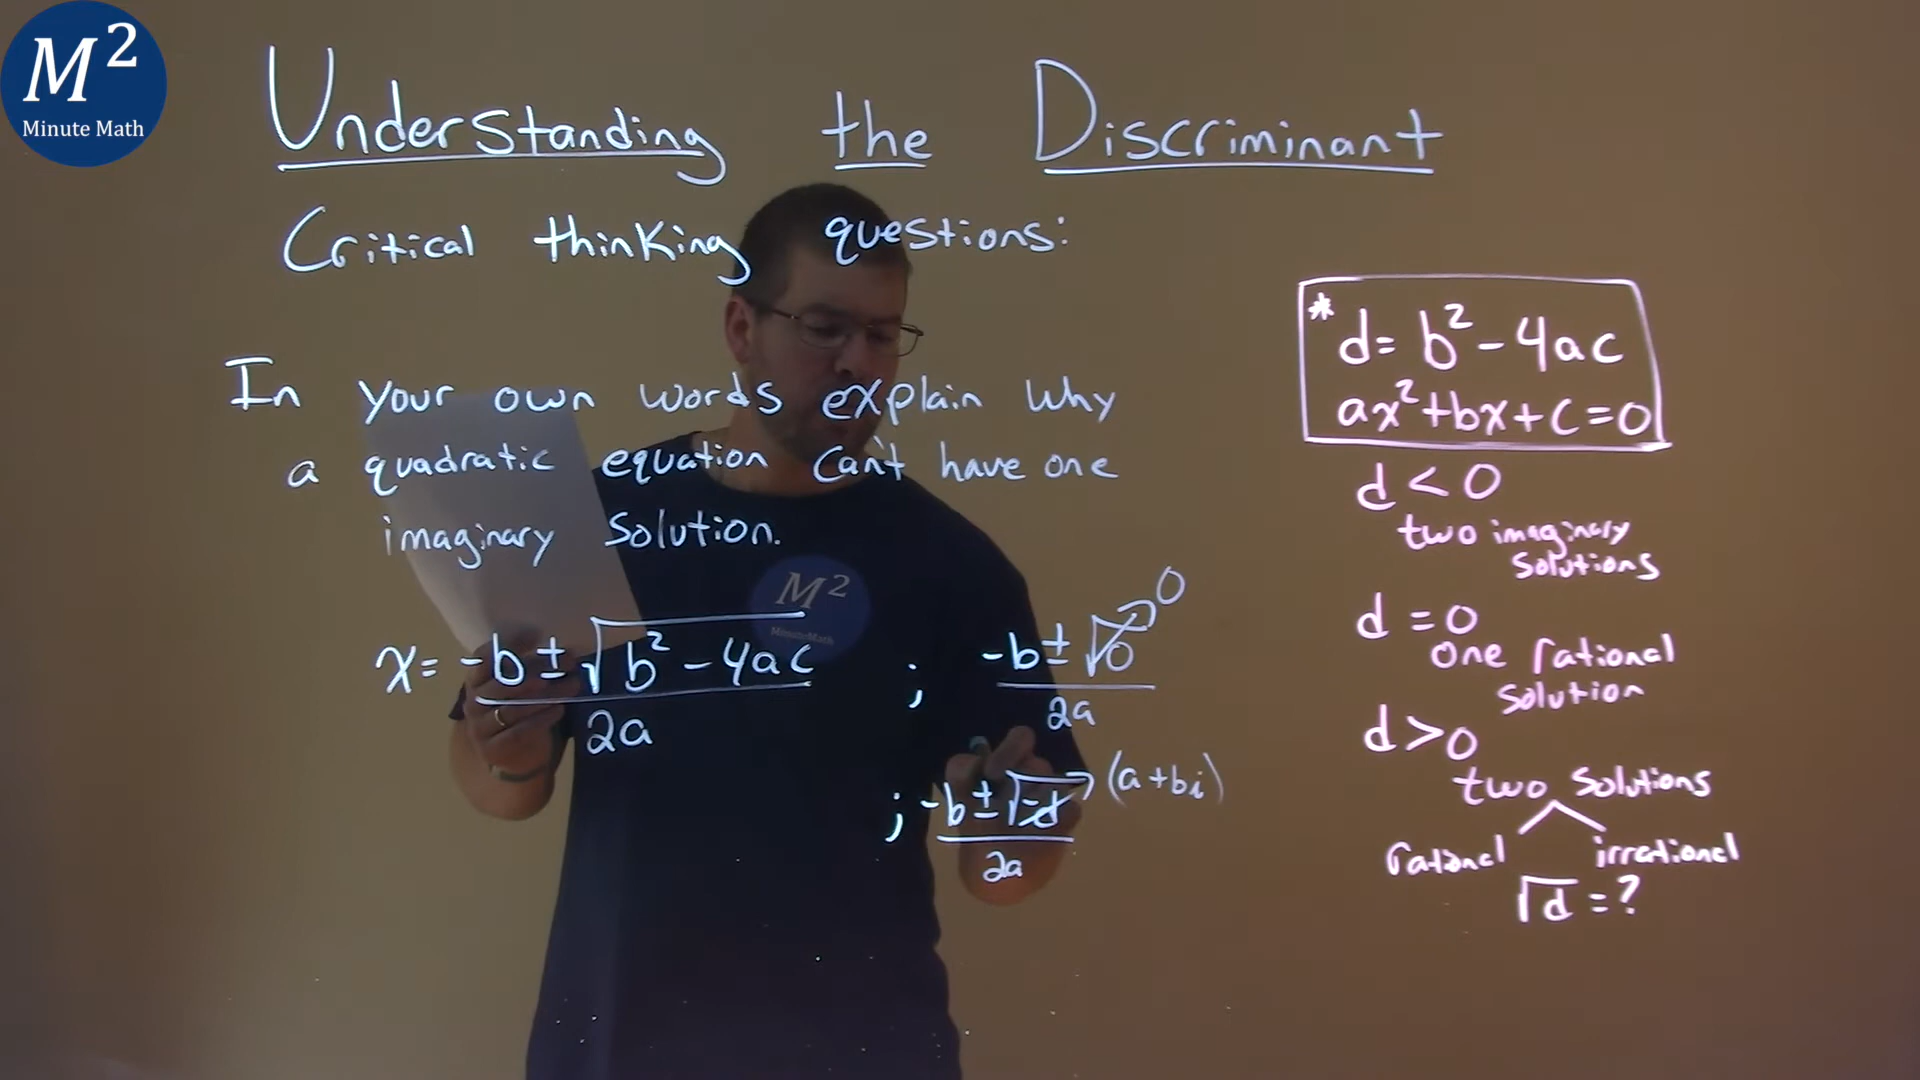 M²
Minute Math
Understanding the Discriminant
Critical thinking questions:
In your own words explain why
a quadratic equation can't have one
imaginary solution.
M²
MinuteMath
x = -b ± √b² - 4ac / 2a ; -b ± √0 / 2a → 0
; -b ± √-d / 2a → (a + bi)
* d = b² - 4ac
ax² + bx + c = 0
d < 0
two imaginary
solutions
d = 0
one rational
solution
d > 0
two solutions
rational irrational
√d = ?